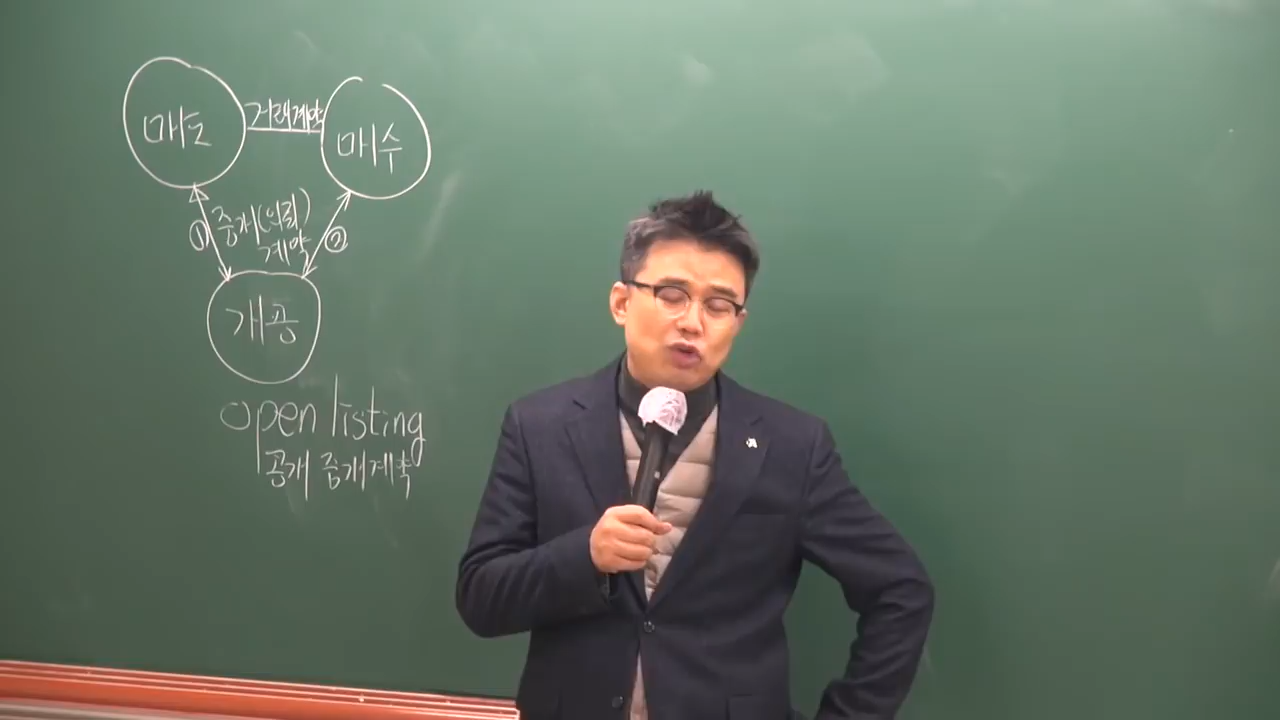 매도
거래계약
매수
① 중개(의뢰) ②
계약
개공
open listing
공개 중개계약